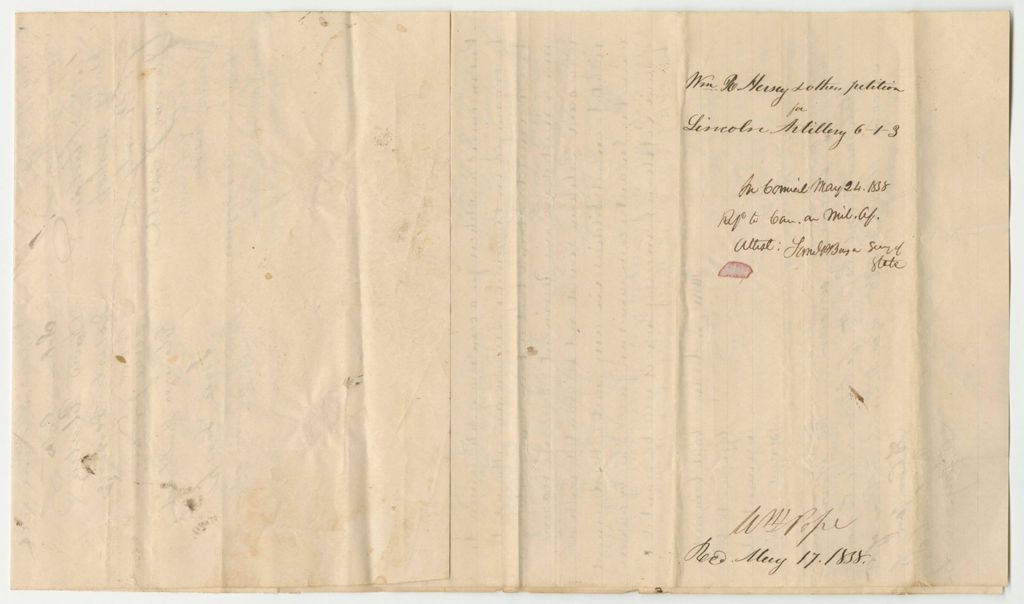 Wm. R Hersey & others petition
for
Lincoln Artillery 6-1-3
In Council May 24. 1838
Refd to Com. on Mil. Af.
Attest: Saml P Benson Secy of
State
Wm Pope
Recd. May 17. 1838.